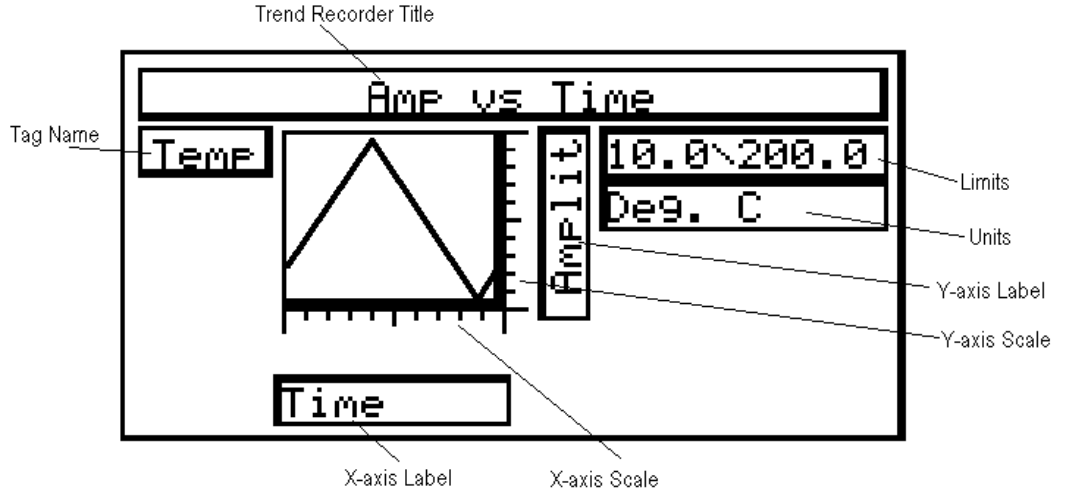 Trend Recorder Title
Amp vs Time
Tag Name
Temp
Amplit
10.0\200.0
Limits
Deg. C
Units
Y-axis Label
Y-axis Scale
Time
X-axis Label
X-axis Scale